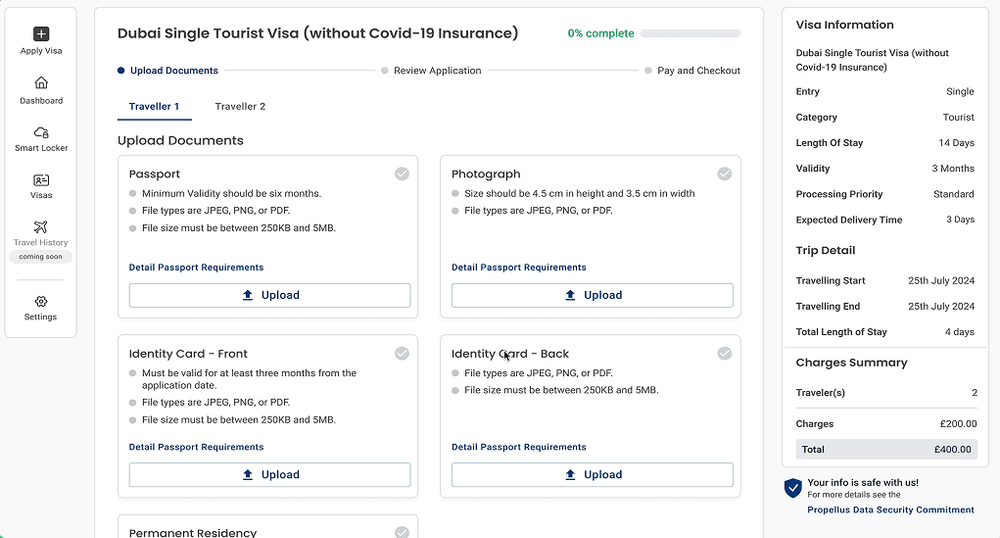 Apply Visa
Dashboard
Smart Locker
Visas
Travel History
coming soon
Settings
Dubai Single Tourist Visa (without Covid-19 Insurance)
0% complete
Upload Documents
Review Application
Pay and Checkout
Traveller 1
Traveller 2
Upload Documents
Passport
Minimum Validity should be six months.
File types are JPEG, PNG, or PDF.
File size must be between 250KB and 5MB.
Detail Passport Requirements
Upload
Photograph
Size should be 4.5 cm in height and 3.5 cm in width
File types are JPEG, PNG, or PDF.
Detail Passport Requirements
Upload
Identity Card - Front
Must be valid for at least three months from the
application date.
File types are JPEG, PNG, or PDF.
File size must be between 250KB and 5MB.
Detail Passport Requirements
Upload
Identity Card - Back
File types are JPEG, PNG, or PDF.
File size must be between 250KB and 5MB.
Detail Passport Requirements
Upload
Permanent Residency
Visa Information
Dubai Single Tourist Visa (without
Covid-19 Insurance)
Entry Single
Category Tourist
Length Of Stay 14 Days
Validity 3 Months
Processing Priority Standard
Expected Delivery Time 3 Days
Trip Detail
Travelling Start 25th July 2024
Travelling End 25th July 2024
Total Length of Stay 4 days
Charges Summary
Traveler(s) 2
Charges £200.00
Total £400.00
Your info is safe with us!
For more details see the
Propellus Data Security Commitment